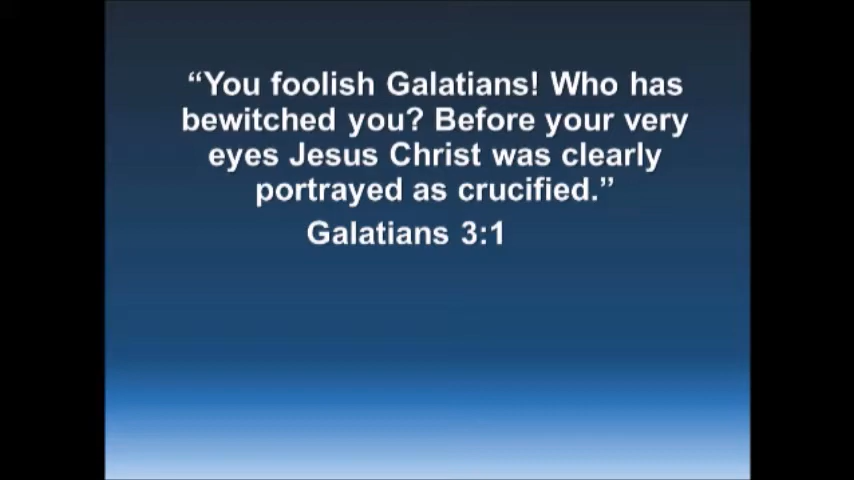 “You foolish Galatians! Who has
bewitched you? Before your very
eyes Jesus Christ was clearly
portrayed as crucified.”
Galatians 3:1